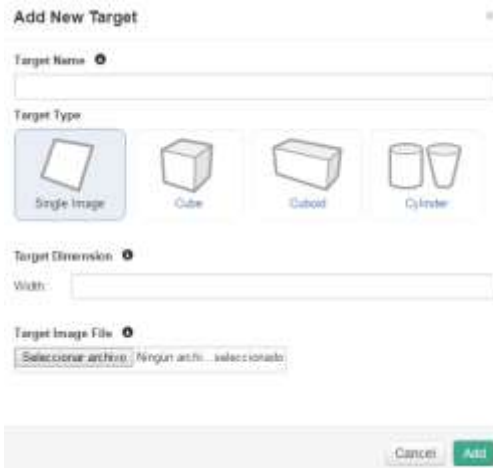 Add New Target
Target Name
Target Type
Single Image Cube Cuboid Cylinder
Target Dimension
Width:
Target Image File
Seleccionar archivo Ningún archi...seleccionado
Cancel Add